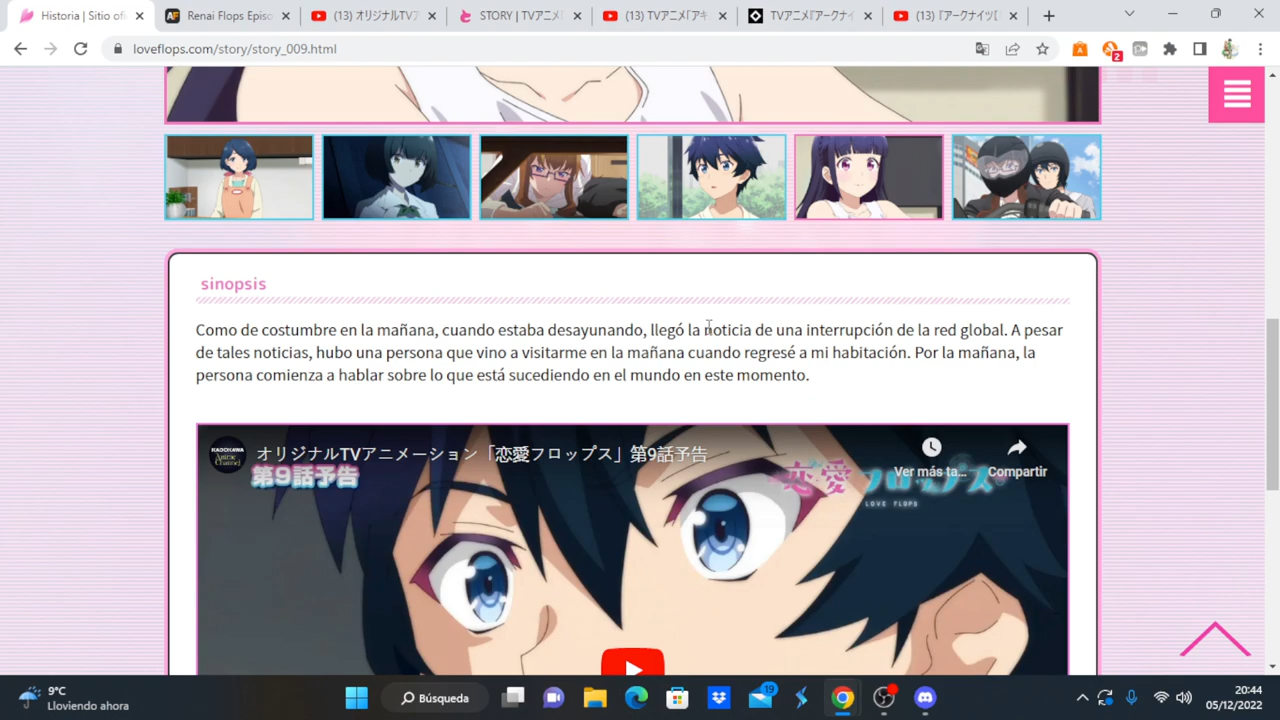 Historia | Sitio ofi
Renai Flops Episo
(13) オリジナルTVア
STORY | TVアニメ
(13) TVアニメ「アキ
TVアニメ『アークナイ
(13)『アークナイツ【
loveflops.com/story/story_009.html
2
sinopsis
Como de costumbre en la mañana, cuando estaba desayunando, llegó la noticia de una interrupción de la red global. A pesar
de tales noticias, hubo una persona que vino a visitarme en la mañana cuando regresé a mi habitación. Por la mañana, la
persona comienza a hablar sobre lo que está sucediendo en el mundo en este momento.
KADOKAWA
Anime
Channel
オリジナルTVアニメーション「恋愛フロップス」第9話予告
第9話予告
Ver más ta...
Compartir
恋愛フロップス
LOVE FLOPS
9°C
Lloviendo ahora
Búsqueda
19
20:44
05/12/2022